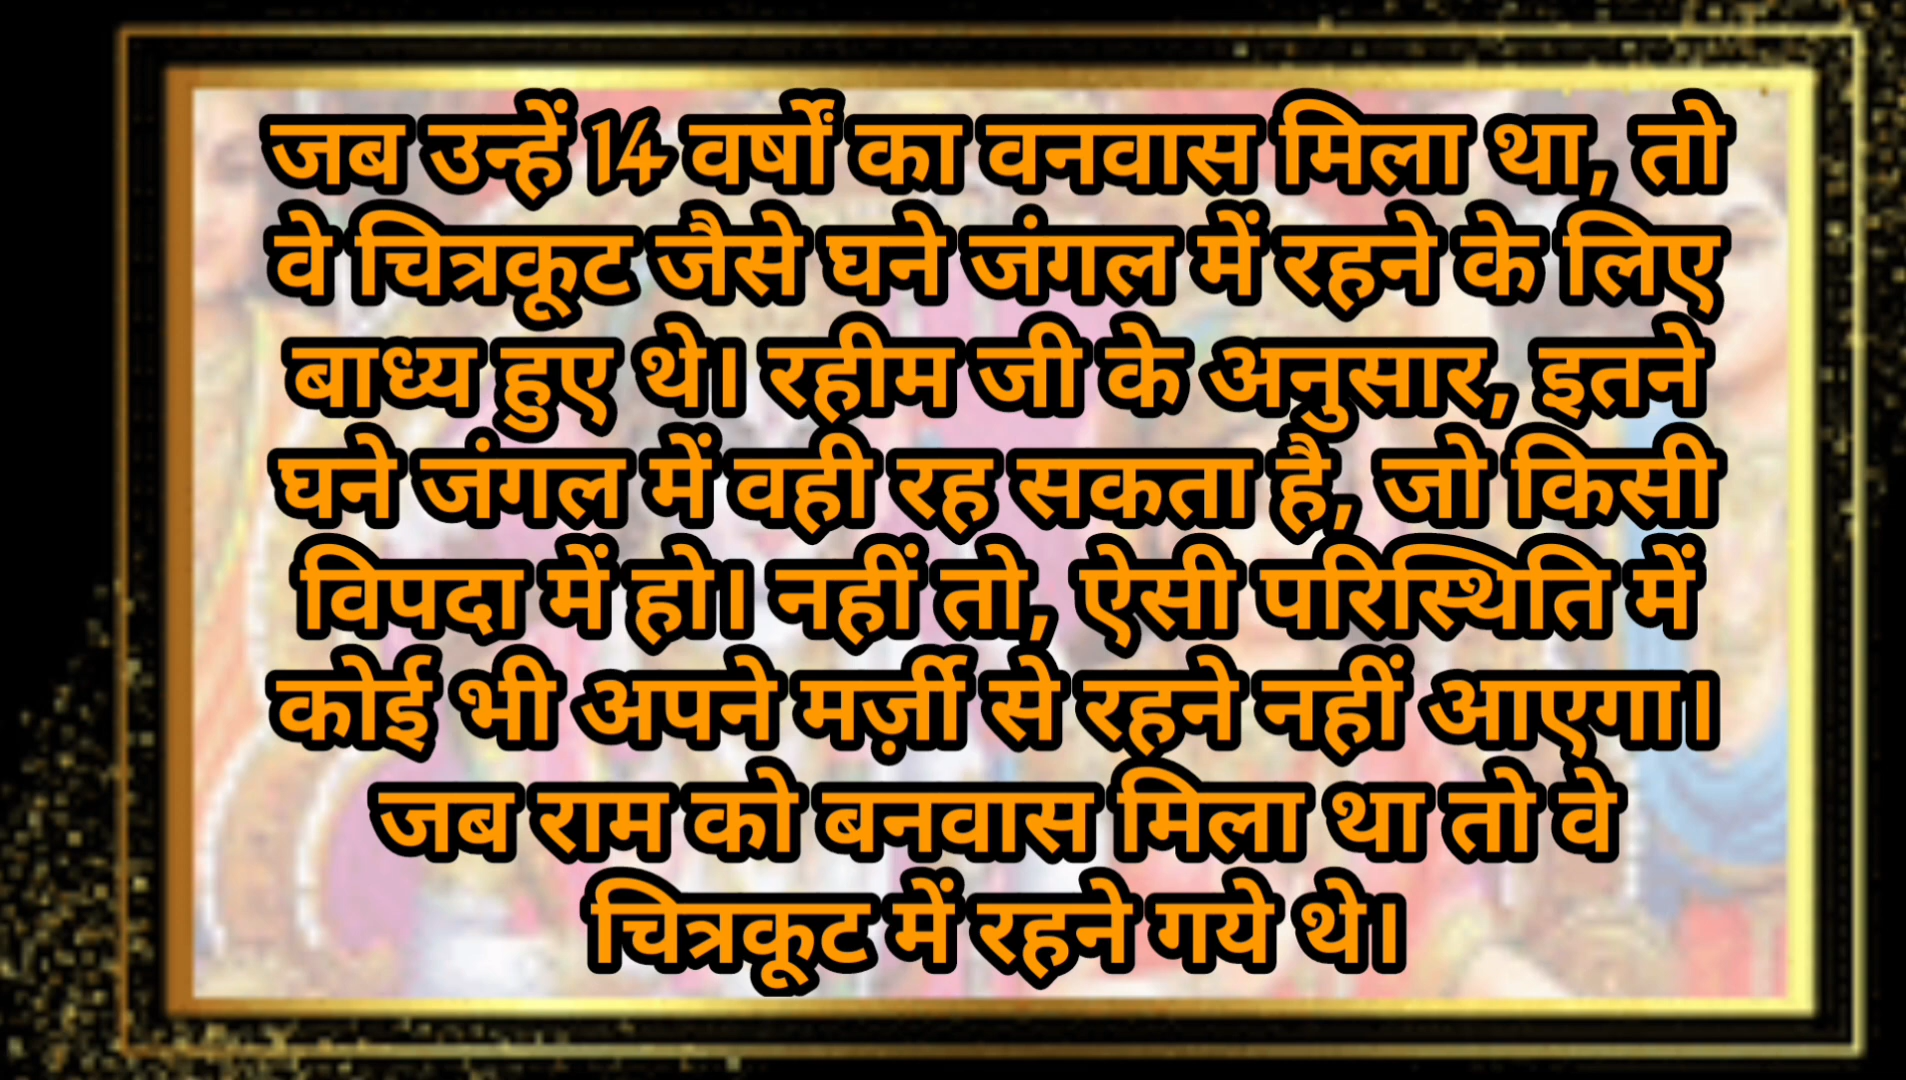 जब उन्हें 14 वर्षों का वनवास मिला था, तो
वे चित्रकूट जैसे घने जंगल में रहने के लिए
बाध्य हुए थे। रहीम जी के अनुसार, इतने
घने जंगल में वही रह सकता है, जो किसी
विपदा में हो। नहीं तो, ऐसी परिस्थिति में
कोई भी अपने मर्ज़ी से रहने नहीं आएगा।
जब राम को बनवास मिला था तो वे
चित्रकूट में रहने गये थे।